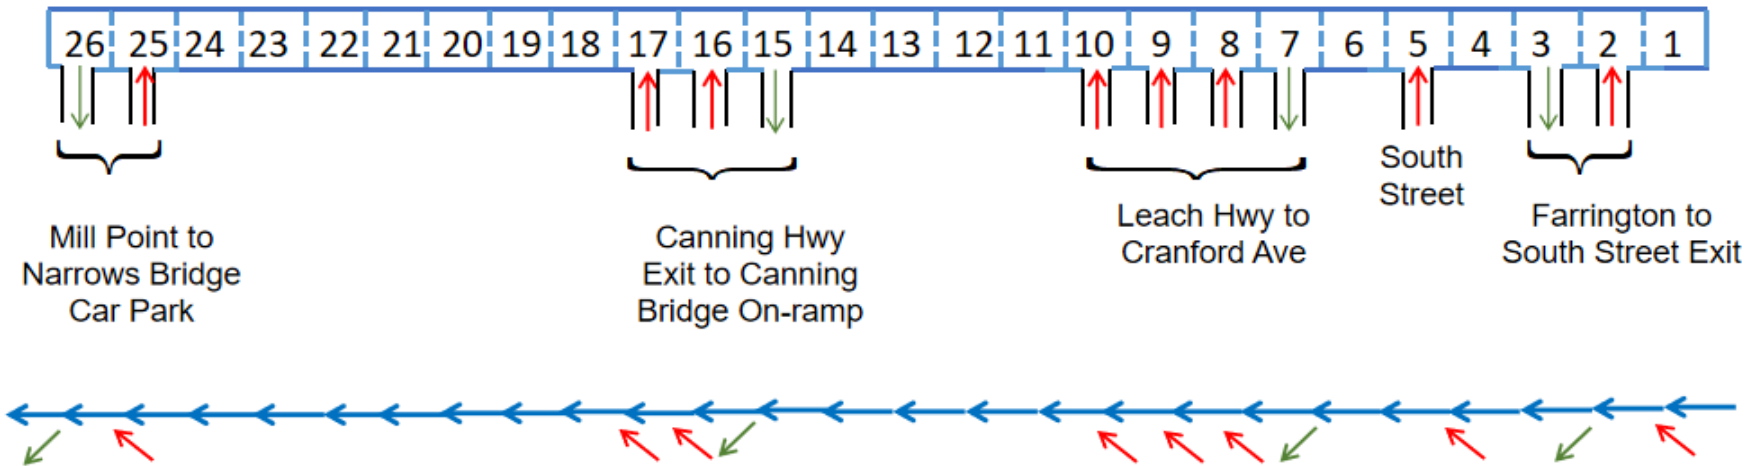 26 25 24 23 22 21 20 19 18 17 16 15 14 13 12 11 10 9 8 7 6 5 4 3 2 1
Mill Point to
Narrows Bridge
Car Park
Canning Hwy
Exit to Canning
Bridge On-ramp
Leach Hwy to
Cranford Ave
South
Street
Farrington to
South Street Exit